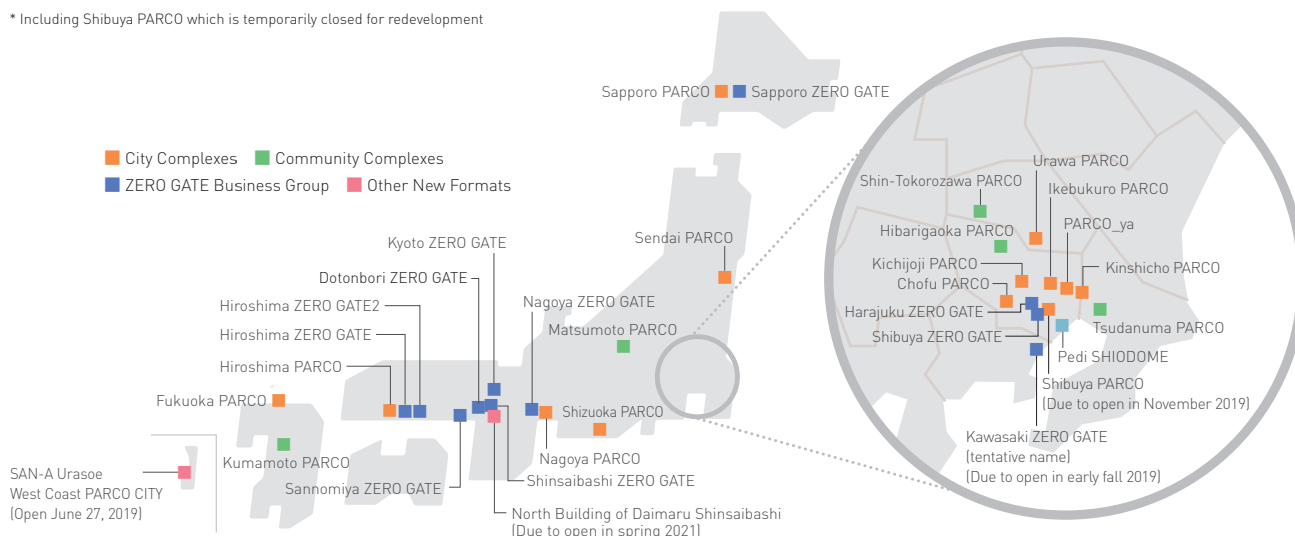 * Including Shibuya PARCO which is temporarily closed for redevelopment
Sapporo PARCO
Sapporo ZERO GATE
City Complexes
Community Complexes
ZERO GATE Business Group
Other New Formats
Kyoto ZERO GATE
Sendai PARCO
Dotonbori ZERO GATE
Hiroshima ZERO GATE2
Nagoya ZERO GATE
Hiroshima ZERO GATE
Matsumoto PARCO
Hiroshima PARCO
Fukuoka PARCO
Shizuoka PARCO
Kumamoto PARCO
Nagoya PARCO
SAN-A Urasoe
West Coast PARCO CITY
(Open June 27, 2019)
Sannomiya ZERO GATE
Shinsaibashi ZERO GATE
North Building of Daimaru Shinsaibashi
(Due to open in spring 2021)
Urawa PARCO
Shin-Tokorozawa PARCO
Ikebukuro PARCO
Hibarigaoka PARCO
PARCO_ya
Kichijoji PARCO
Kinshicho PARCO
Chofu PARCO
Harajuku ZERO GATE
Tsudanuma PARCO
Shibuya ZERO GATE
Pedi SHIODOME
Shibuya PARCO
(Due to open in November 2019)
Kawasaki ZERO GATE
(tentative name)
(Due to open in early fall 2019)